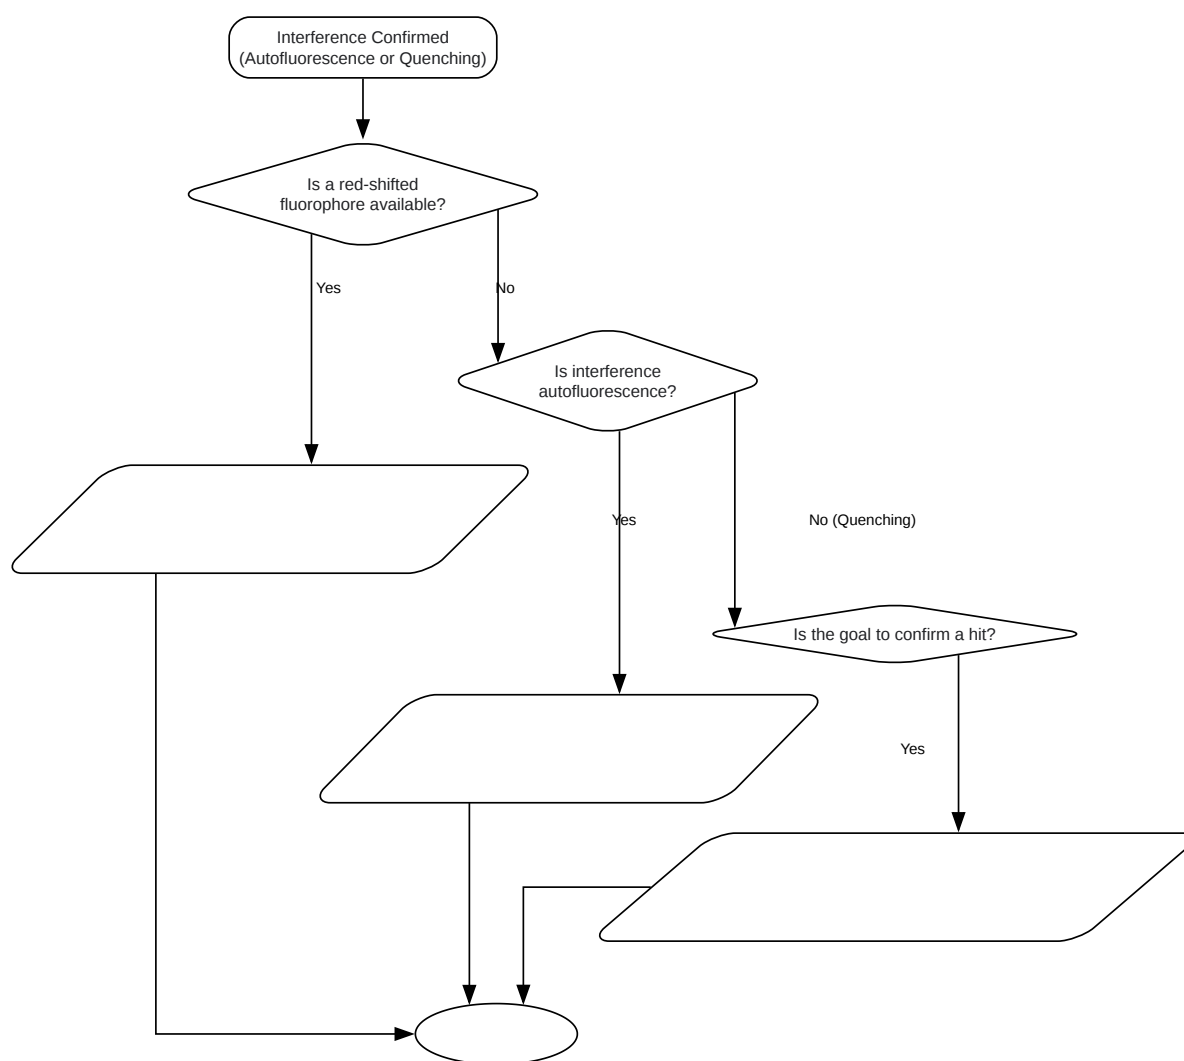 Interference Confirmed
(Autofluorescence or Quenching)
Is a red-shifted
fluorophore available?
Yes
No
Is interference
autofluorescence?
Yes
No (Quenching)
Is the goal to confirm a hit?
Yes